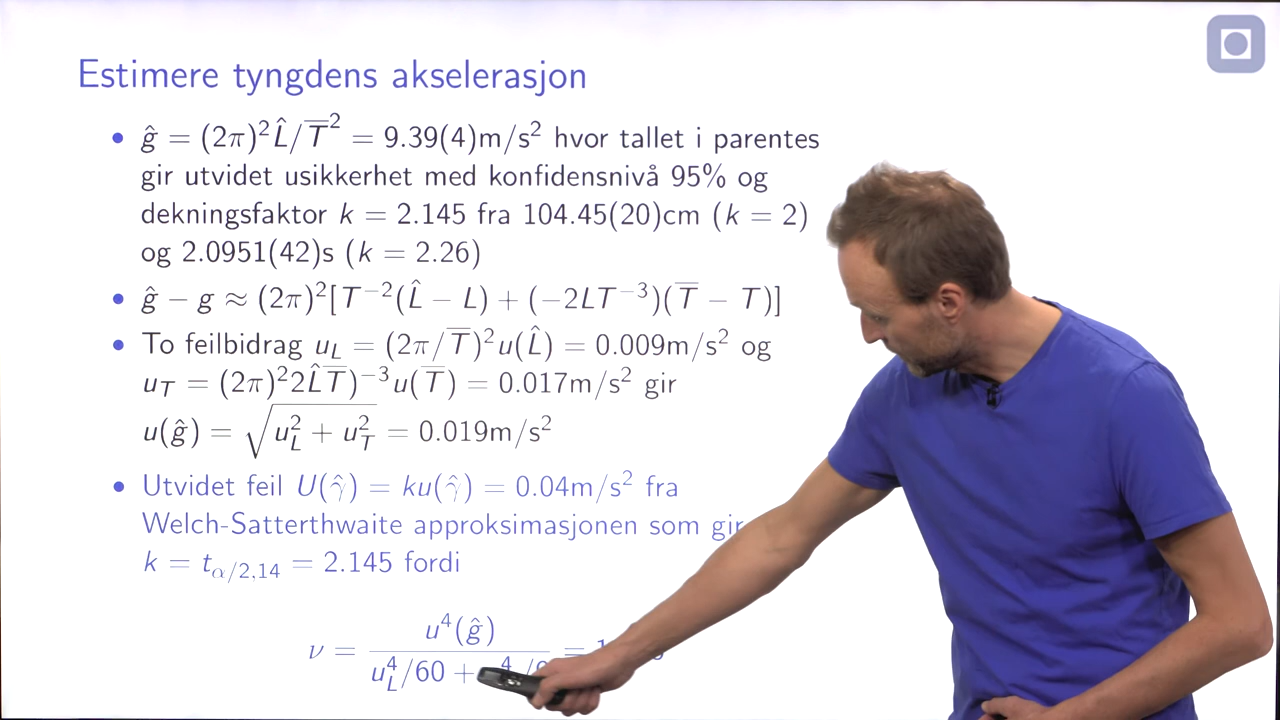 Estimere tyngdens akselerasjon
• ĝ = (2π)²L̂/T̅² = 9.39(4)m/s² hvor tallet i parentes
gir utvidet usikkerhet med konfidensnivå 95% og
dekningsfaktor k = 2.145 fra 104.45(20)cm (k = 2)
og 2.0951(42)s (k = 2.26)
• ĝ − g ≈ (2π)²[T⁻²(L̂ − L) + (−2LT⁻³)(T̅ − T)]
• To feilbidrag u_L = (2π/T̅)²u(L̂) = 0.009m/s² og
u_T = (2π)²2L̂T̅)⁻³u(T̅) = 0.017m/s² gir
u(ĝ) = √(u_L² + u_T²) = 0.019m/s²
• Utvidet feil U(γ̂) = ku(γ̂) = 0.04m/s² fra
Welch-Satterthwaite approksimasjonen som gir
k = t_α/2,14 = 2.145 fordi
u⁴(ĝ)
ν = =
u_L⁴/60 + ⁴/